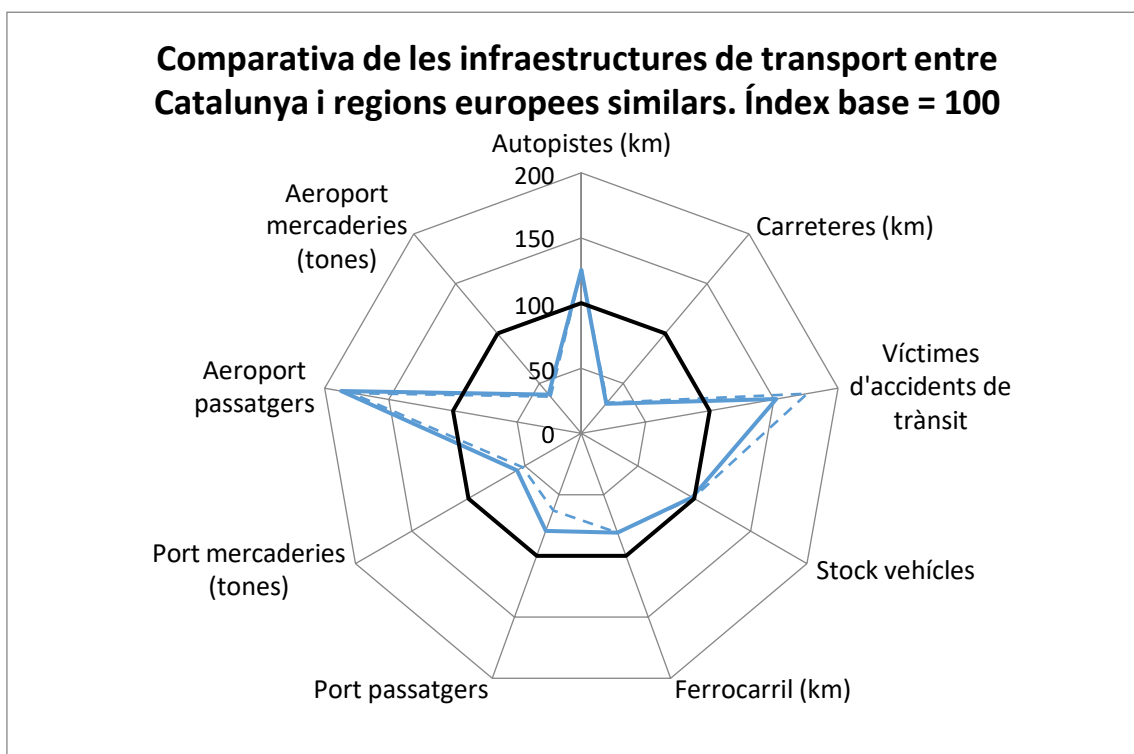 Comparativa de les infraestructures de transport entre
Catalunya i regions europees similars. Índex base = 100
Autopistes (km)
Carreteres (km)
Víctimes
d'accidents de
trànsit
Stock vehícles
Ferrocarril (km)
Port passatgers
Port mercaderies
(tones)
Aeroport
passatgers
Aeroport
mercaderies
(tones)
200
150
100
50
0